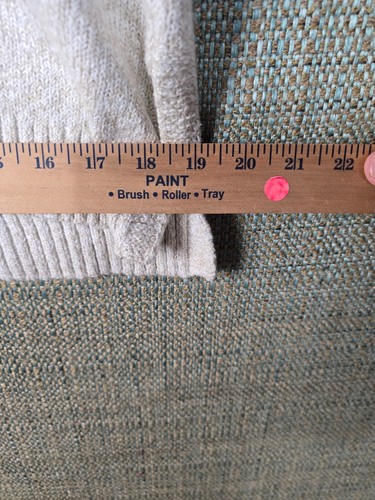 16 17 18 19 20 21 22
PAINT
• Brush • Roller • Tray